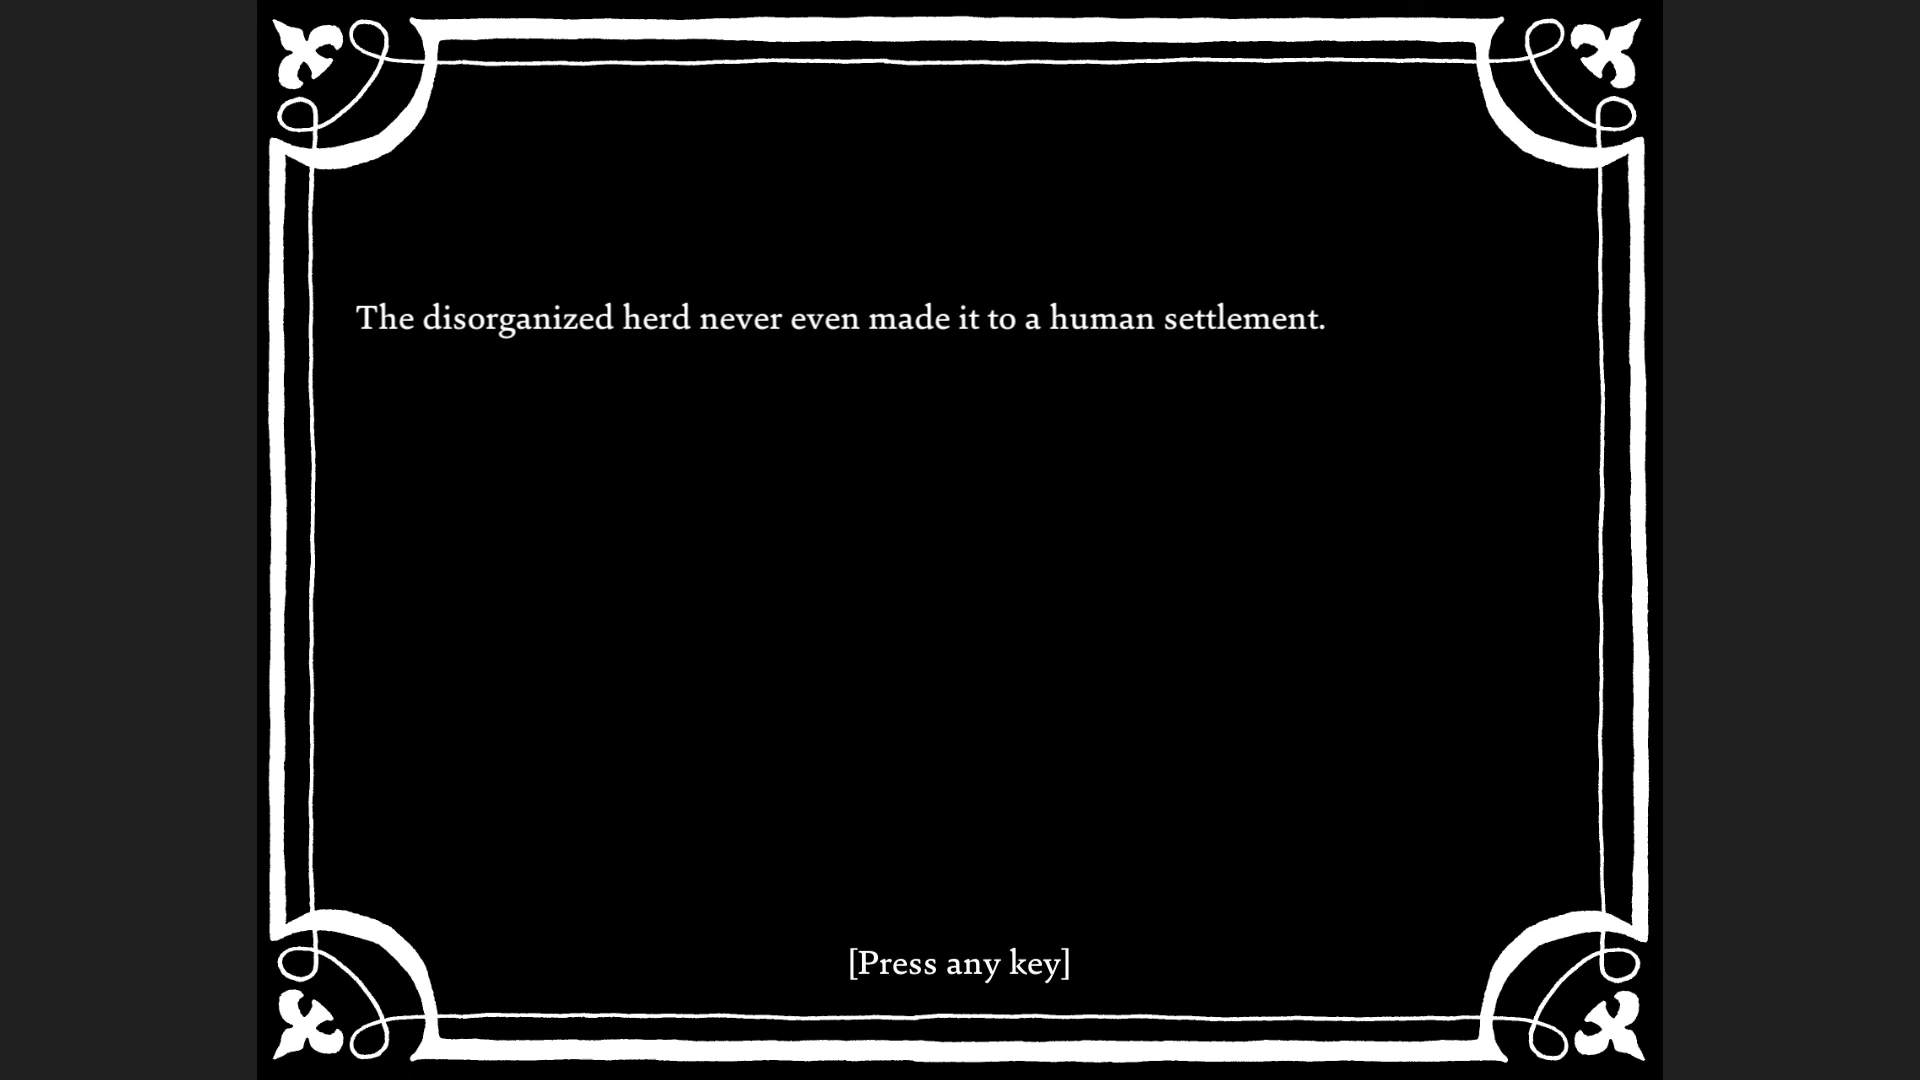 The disorganized herd never even made it to a human settlement.
[Press any key]